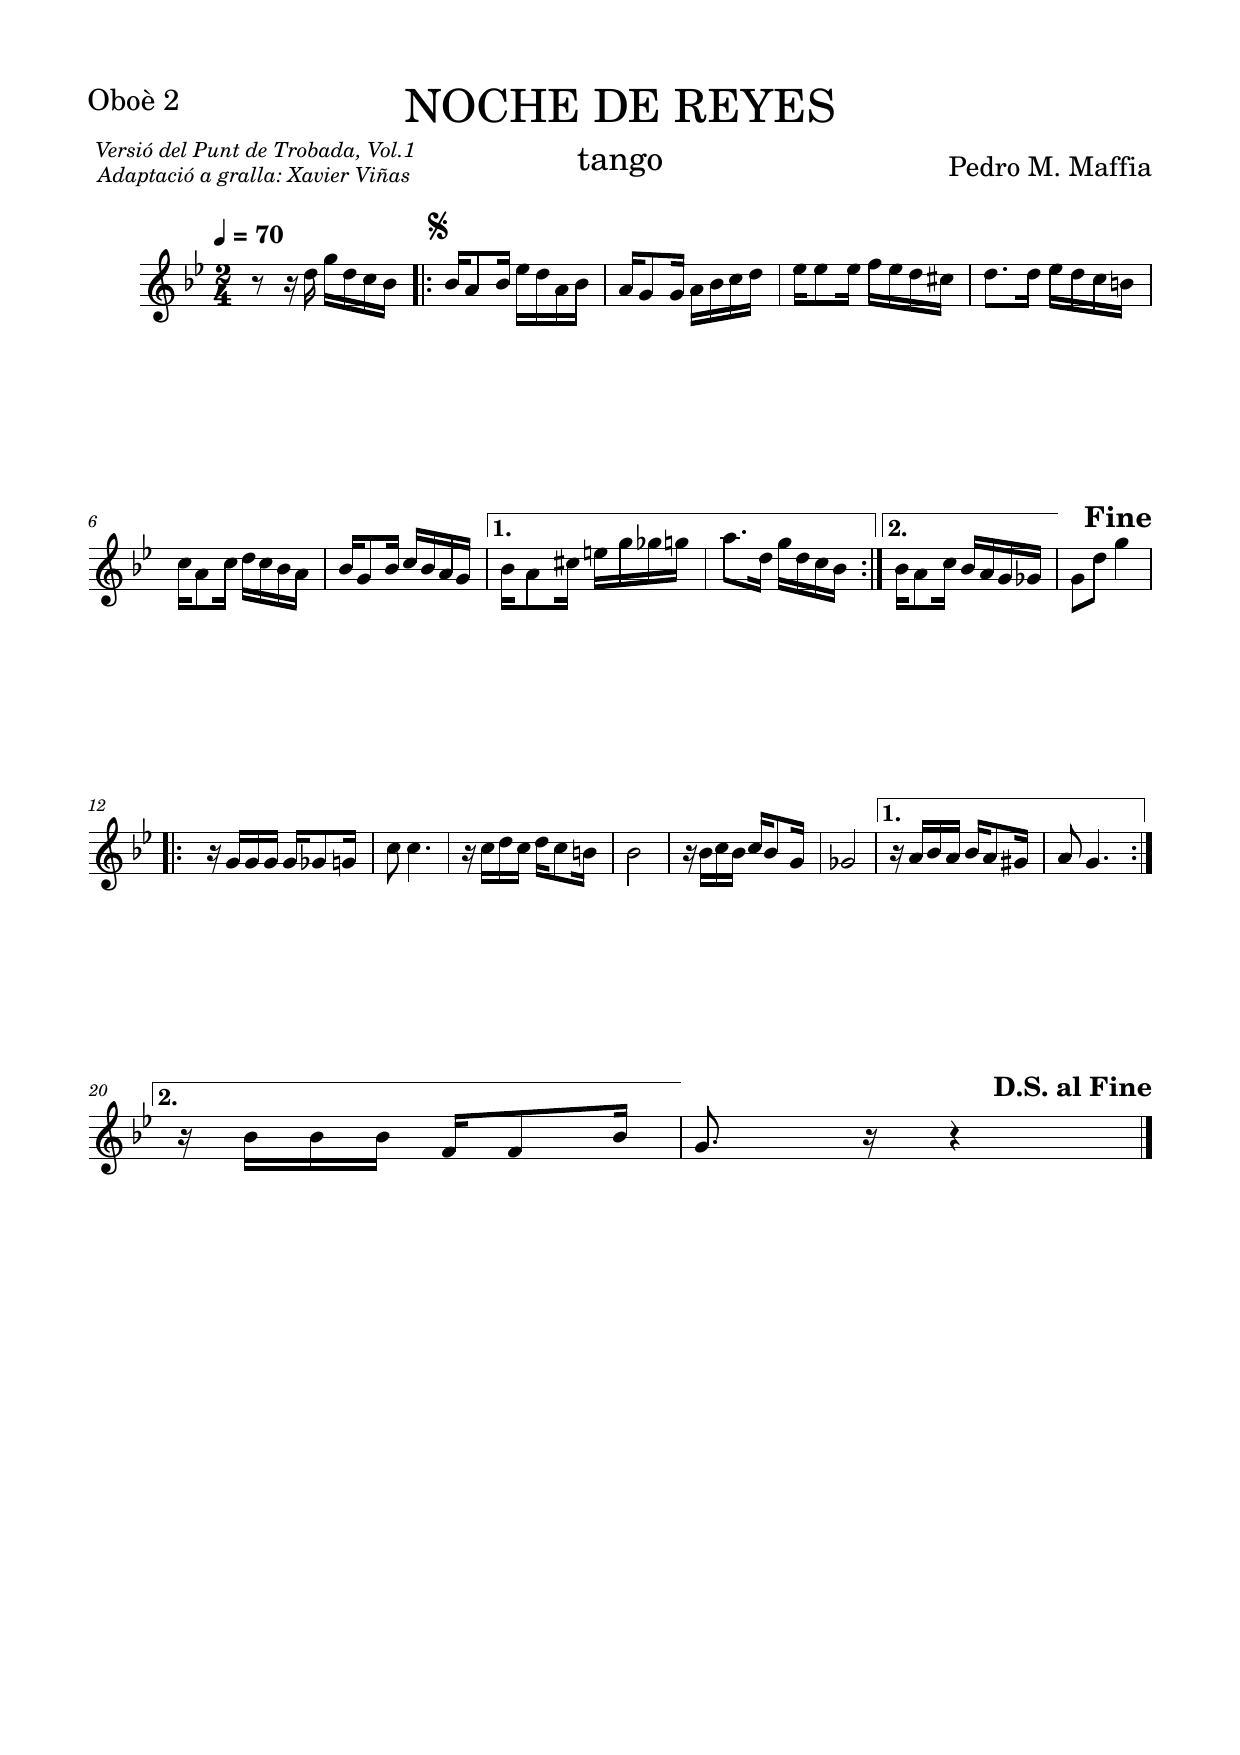 Oboè 2
NOCHE DE REYES
Versió del Punt de Trobada, Vol.1
Adaptació a gralla: Xavier Viñas
tango
Pedro M. Maffia
= 70
2
4
6
1.
2.
Fine
12
1.
20
2.
D.S. al Fine